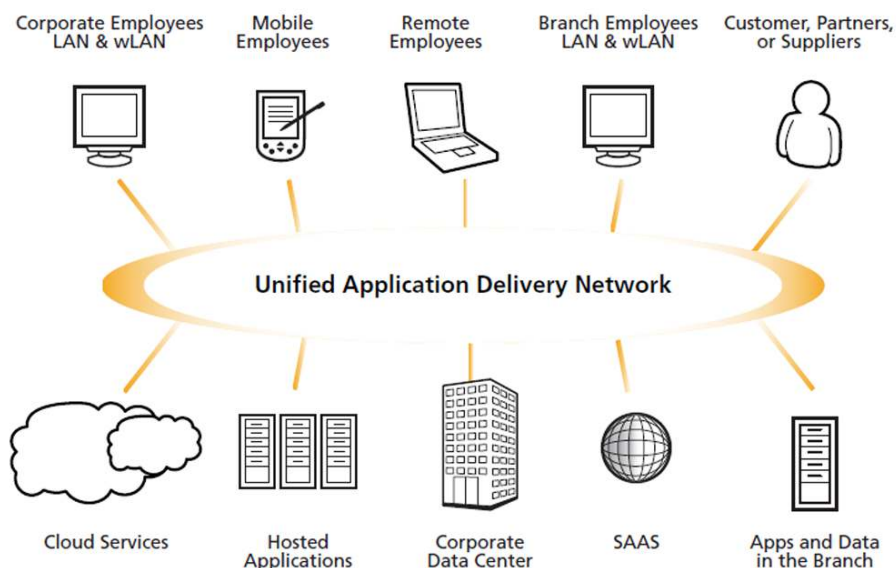 Corporate Employees
LAN & wLAN
Mobile
Employees
Remote
Employees
Branch Employees
LAN & wLAN
Customer, Partners,
or Suppliers
Unified Application Delivery Network
Cloud Services
Hosted
Applications
Corporate
Data Center
SAAS
Apps and Data
in the Branch